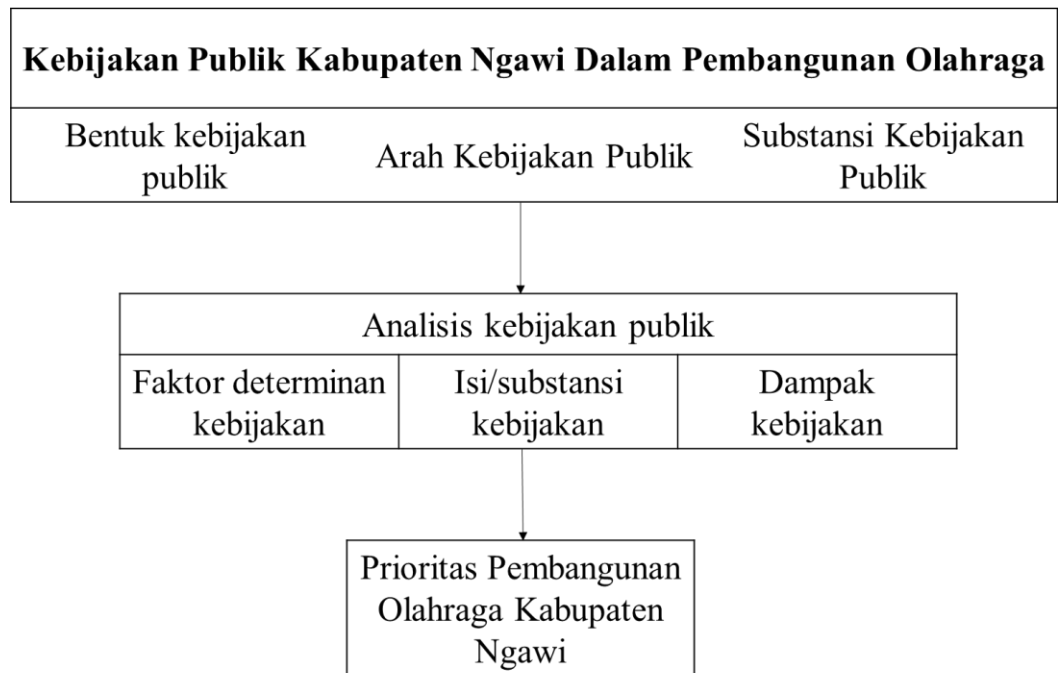 Kebijakan Publik Kabupaten Ngawi Dalam Pembangunan Olahraga
Bentuk kebijakan
publik
Arah Kebijakan Publik
Substansi Kebijakan
Publik
Analisis kebijakan publik
Faktor determinan
kebijakan
Isi/substansi
kebijakan
Dampak
kebijakan
Prioritas Pembangunan
Olahraga Kabupaten
Ngawi